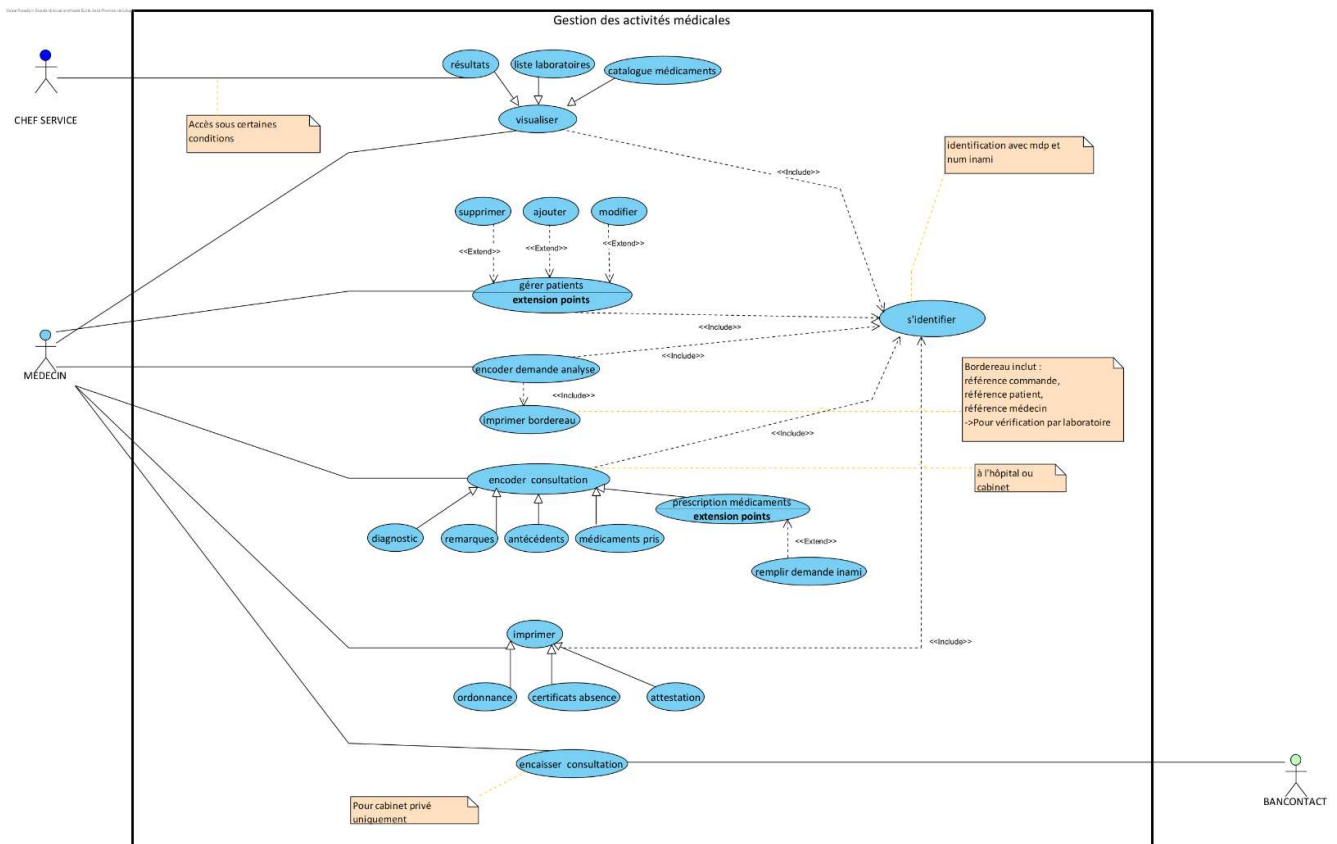 Gestion des activités médicales
résultats
liste laboratoires
catalogue médicaments
CHEF SERVICE
Accès sous certaines
conditions
visualiser
identification avec mdp et
num inami
<<Include>>
supprimer
ajouter
modifier
<<Extend>>
<<Extend>>
<<Extend>>
gérer patients
extension points
s'identifier
<<Include>>
<<Include>>
MEDECIN
encoder demande analyse
<<Include>>
imprimer bordereau
Bordereau inclut :
référence commande,
référence patient,
référence médecin
->Pour vérification par laboratoire
<<Include>>
encoder consultation
à l'hôpital ou
cabinet
prescription médicaments
extension points
diagnostic
remarques
antécédents
médicaments pris
<<Extend>>
remplir demande inami
imprimer
<<Include>>
ordonnance
certificats absence
attestation
encaisser consultation
BANCONTACT
Pour cabinet privé
uniquement